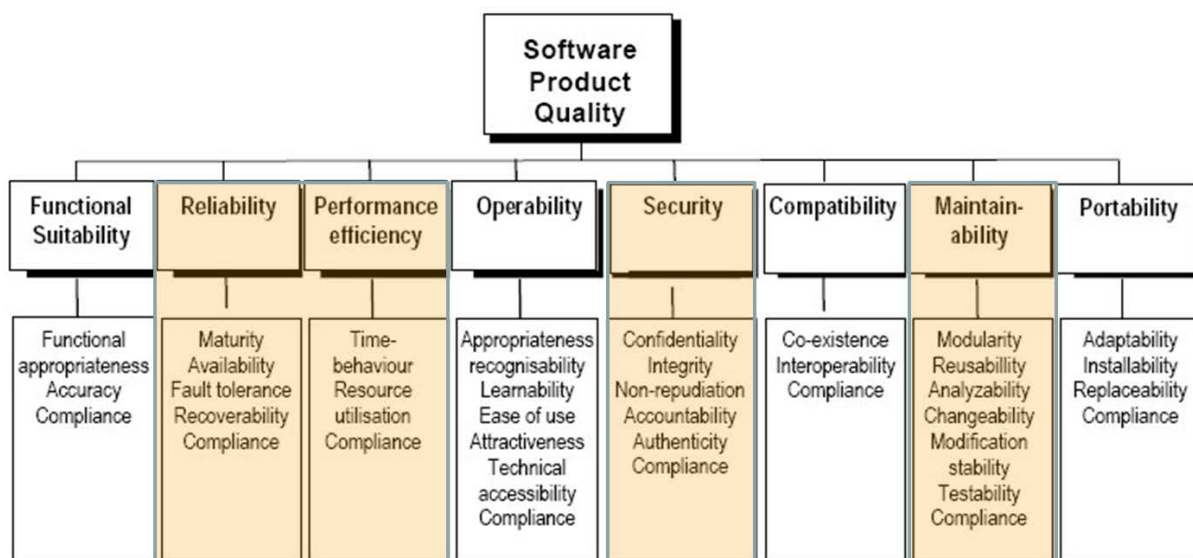 Software
Product
Quality
Functional
Suitability
Reliability
Performance
efficiency
Operability
Security
Compatibility
Maintain-
ability
Portability
Functional
appropriateness
Accuracy
Compliance
Maturity
Availability
Fault tolerance
Recoverability
Compliance
Time-
behaviour
Resource
utilisation
Compliance
Appropriateness
recognisability
Learnability
Ease of use
Attractiveness
Technical
accessibility
Compliance
Confidentiality
Integrity
Non-repudiation
Accountability
Authenticity
Compliance
Co-existence
Interoperability
Compliance
Modularity
Reusabillity
Analyzability
Changeability
Modification
stability
Testability
Compliance
Adaptability
Installability
Replaceability
Compliance